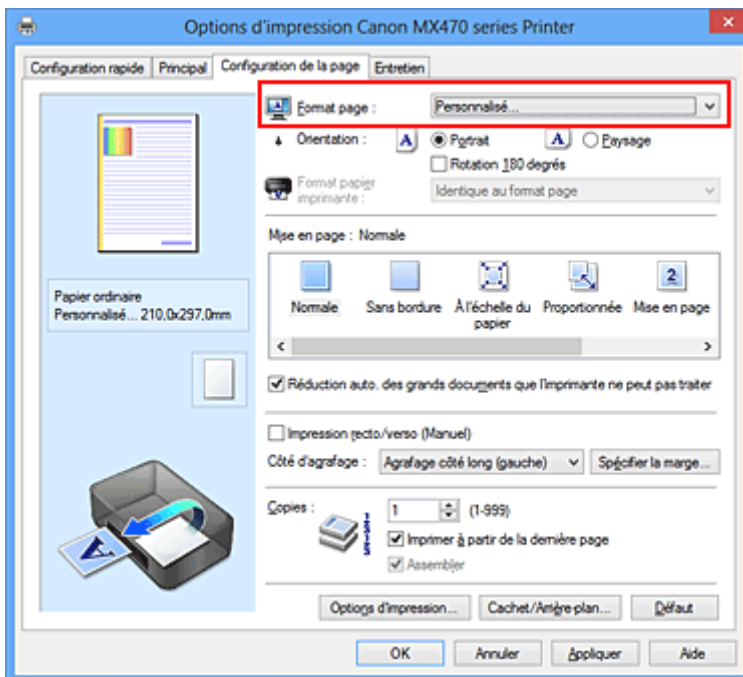 Options d'impression Canon MX470 series Printer
Configuration rapide Principal Configuration de la page Entretien
Format page : Personnalisé...
Orientation : A Portrait A Paysage
Rotation 180 degrés
Format papier
imprimante : Identique au format page
Mise en page : Normale
2
Normale Sans bordure À l'échelle du
papier Proportionnée Mise en page
Papier ordinaire
Personnalisé... 210,0x297,0mm
Réduction auto. des grands documents que l'imprimante ne peut pas traiter
Impression recto/verso (Manuel)
Côté d'agrafage : Agrafage côté long (gauche) Spécifier la marge...
Copies : 1 (1-999)
Imprimer à partir de la dernière page
Assembler
A
Options d'impression... Cachet/Arrière-plan... Défaut
OK Annuler Appliquer Aide